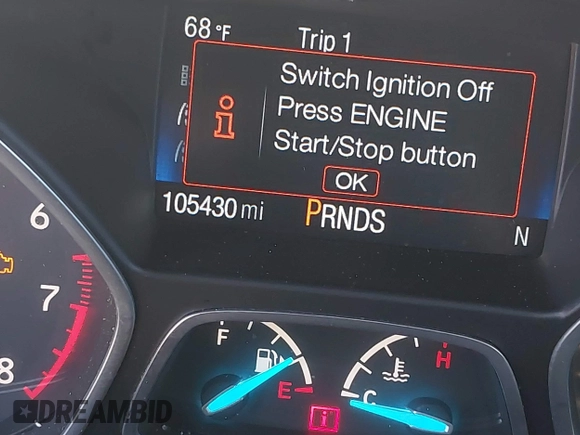 68°F Trip 1
Switch Ignition Off
Press ENGINE
Start/Stop button
OK
105430 mi PRNDS N
6
7
8
F
E
H
C
DREAMBID